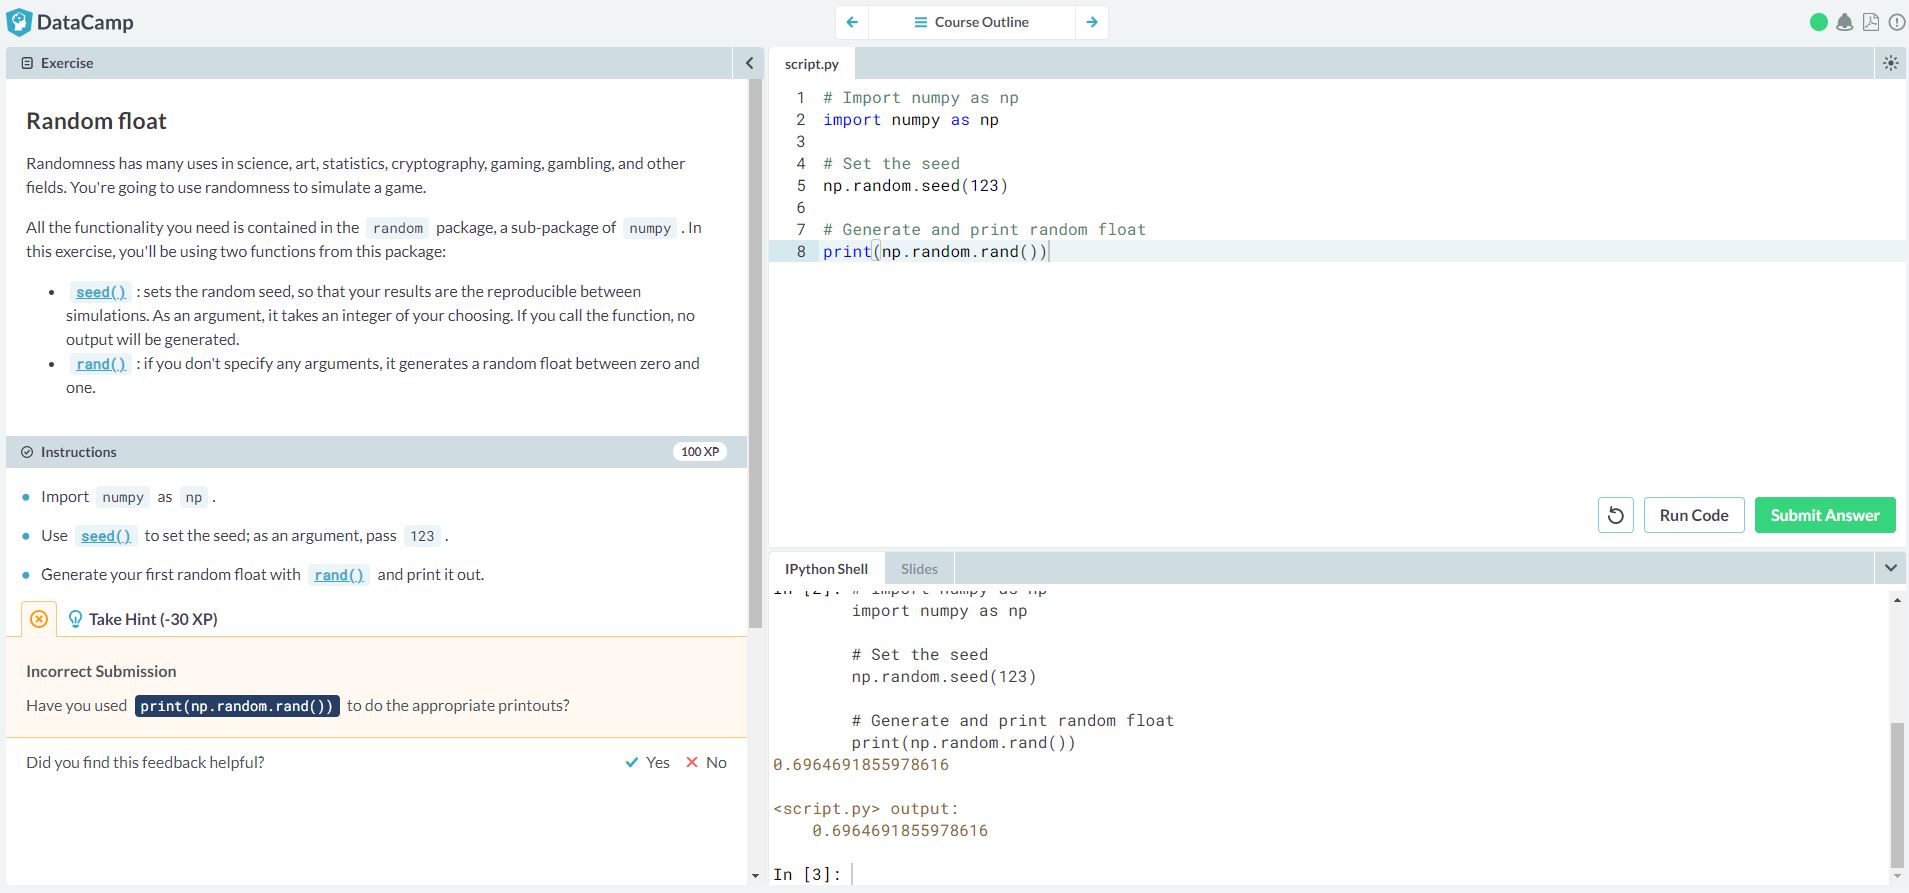 DataCamp
Course Outline
Exercise
Random float
Randomness has many uses in science, art, statistics, cryptography, gaming, gambling, and other
fields. You're going to use randomness to simulate a game.
All the functionality you need is contained in the random package, a sub-package of numpy . In
this exercise, you'll be using two functions from this package:
seed() : sets the random seed, so that your results are the reproducible between
simulations. As an argument, it takes an integer of your choosing. If you call the function, no
output will be generated.
rand() : if you don't specify any arguments, it generates a random float between zero and
one.
Instructions
100 XP
Import numpy as np .
Use seed() to set the seed; as an argument, pass 123 .
Generate your first random float with rand() and print it out.
Take Hint (-30 XP)
Incorrect Submission
Have you used print(np.random.rand()) to do the appropriate printouts?
Did you find this feedback helpful?
Yes
No
script.py
1 # Import numpy as np
2 import numpy as np
3
4 # Set the seed
5 np.random.seed(123)
6
7 # Generate and print random float
8 print(np.random.rand())
Run Code
Submit Answer
IPython Shell
Slides
In [2]: # Import numpy as np
import numpy as np
# Set the seed
np.random.seed(123)
# Generate and print random float
print(np.random.rand())
0.6964691855978616
<script.py> output:
0.6964691855978616
In [3]: